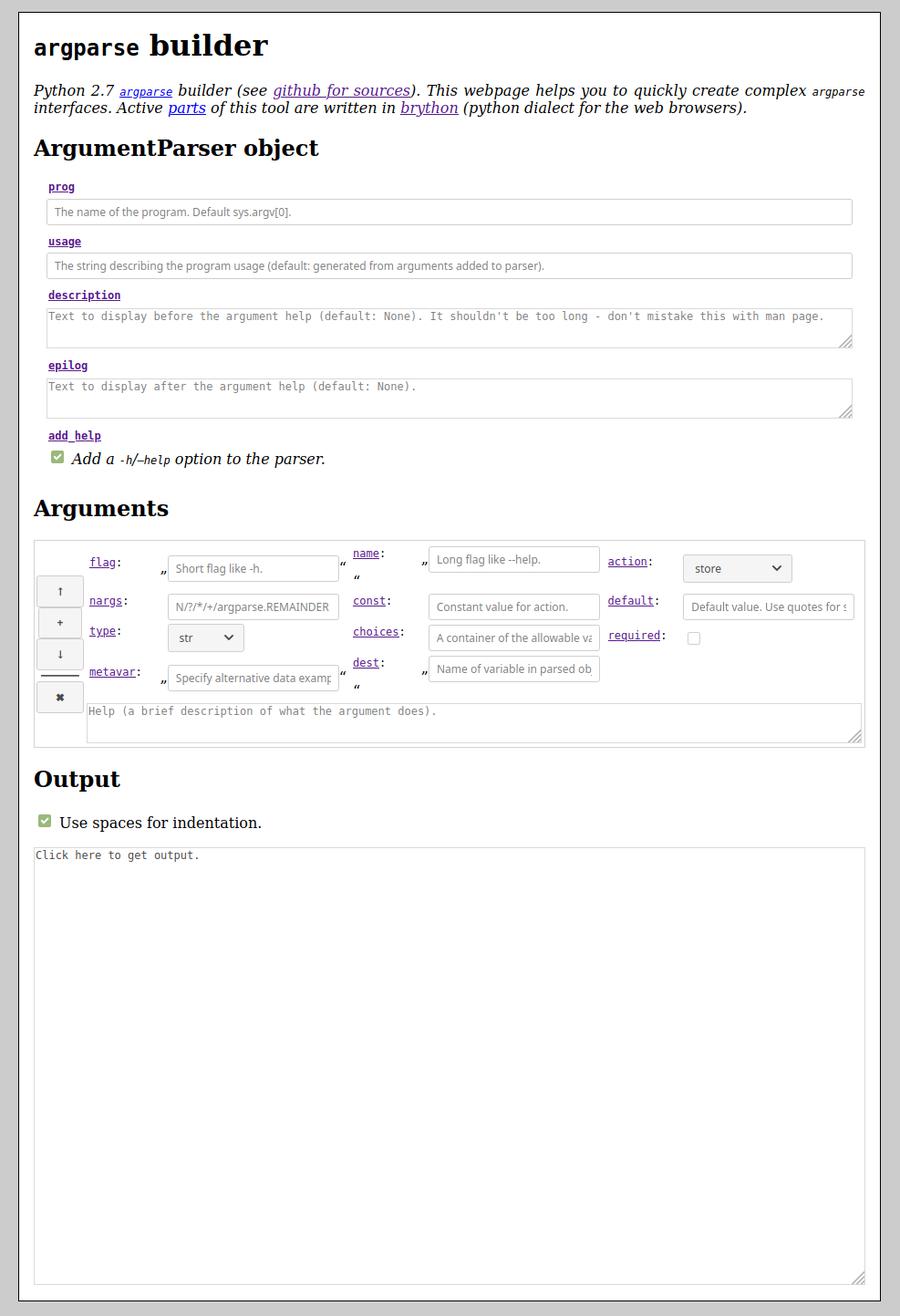 argparse builder
Python 2.7 argparse builder (see github for sources). This webpage helps you to quickly create complex argparse
interfaces. Active parts of this tool are written in brython (python dialect for the web browsers).
ArgumentParser object
prog
The name of the program. Default sys.argv[0].
usage
The string describing the program usage (default: generated from arguments added to parser).
description
Text to display before the argument help (default: None). It shouldn't be too long - don't mistake this with man page.
epilog
Text to display after the argument help (default: None).
add_help
Add a -h/—help option to the parser.
Arguments
flag: „ Short flag like -h. “ name: „ Long flag like --help. “ action: store
nargs: N/?/*/+/argparse.REMAINDER const: Constant value for action. default: Default value. Use quotes for s
type: str choices: A container of the allowable va required:
metavar: „ Specify alternative data examp “ dest: „ Name of variable in parsed ob “
↑
+
↓
✖
Help (a brief description of what the argument does).
Output
Use spaces for indentation.
Click here to get output.